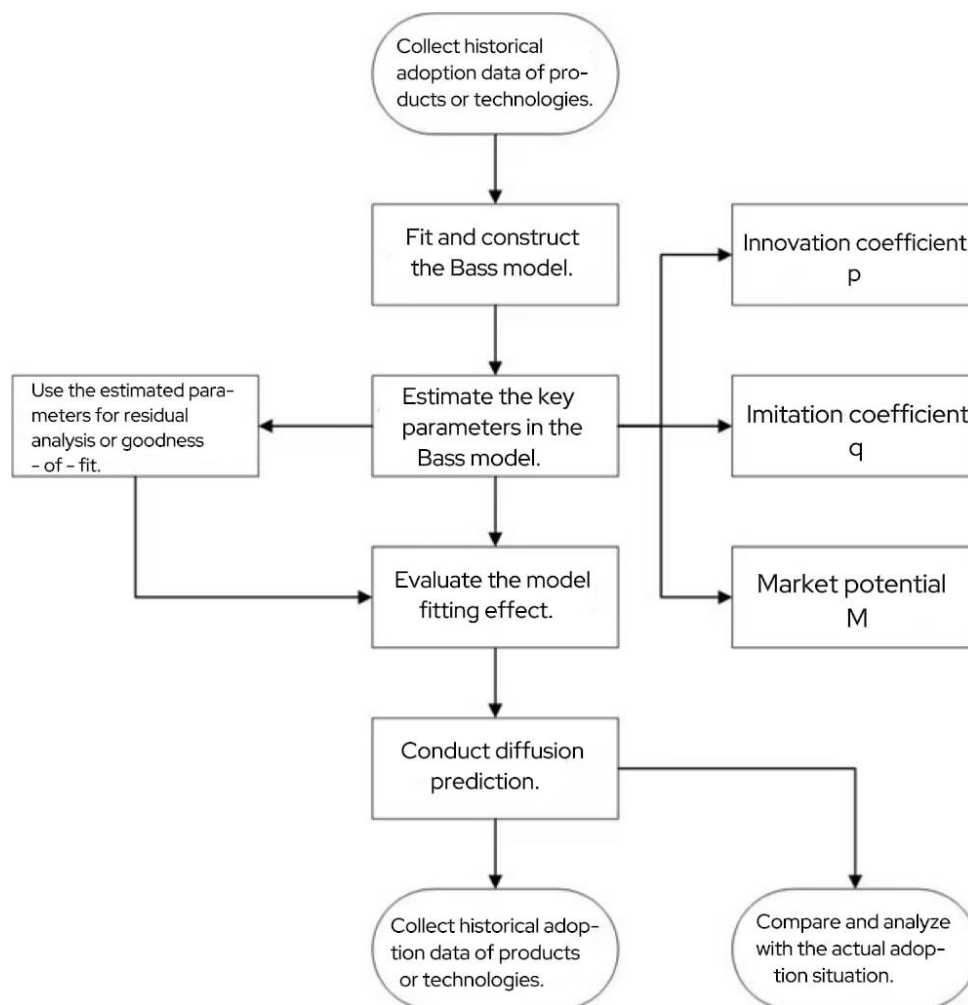 Collect historical
adoption data of pro-
ducts or technologies.
Fit and construct
the Bass model.
Innovation coefficient
p
Use the estimated para-
meters for residual
analysis or goodness
- of - fit.
Estimate the key
parameters in the
Bass model.
Imitation coefficient
q
Evaluate the model
fitting effect.
Market potential
M
Conduct diffusion
prediction.
Collect historical adop-
tion data of products
or technologies.
Compare and analyze
with the actual adop-
tion situation.